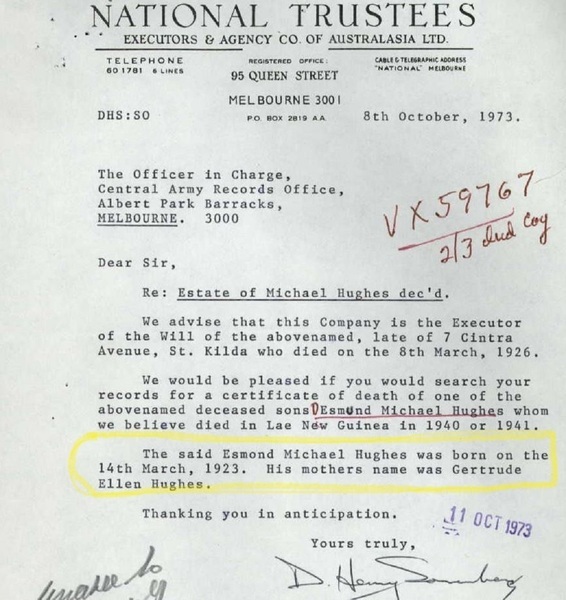 NATIONAL TRUSTEES
EXECUTORS & AGENCY CO. OF AUSTRALASIA LTD.
TELEPHONE
60 1781 6 LINES
REGISTERED OFFICE:
95 QUEEN STREET
MELBOURNE 3001
P.O. BOX 2819 A.A.
CABLE & TELEGRAPHIC ADDRESS
"NATIONAL" MELBOURNE
DHS:SO
8th October, 1973.
The Officer in Charge,
Central Army Records Office,
Albert Park Barracks,
MELBOURNE. 3000
VX59767
2/3 Ind Coy
Dear Sir,
Re: Estate of Michael Hughes dec'd.
We advise that this Company is the Executor
of the Will of the abovenamed, late of 7 Cintra
Avenue, St. Kilda who died on the 8th March, 1926.
We would be pleased if you would search your
records for a certificate of death of one of the
abovenamed deceased sons Esmund Michael Hughes whom
we believe died in Lae New Guinea in 1940 or 1941.
The said Esmond Michael Hughes was born on the
14th March, 1923. His mothers name was Gertrude
Ellen Hughes.
Thanking you in anticipation.
11 OCT 1973
Yours truly,
D. Henry